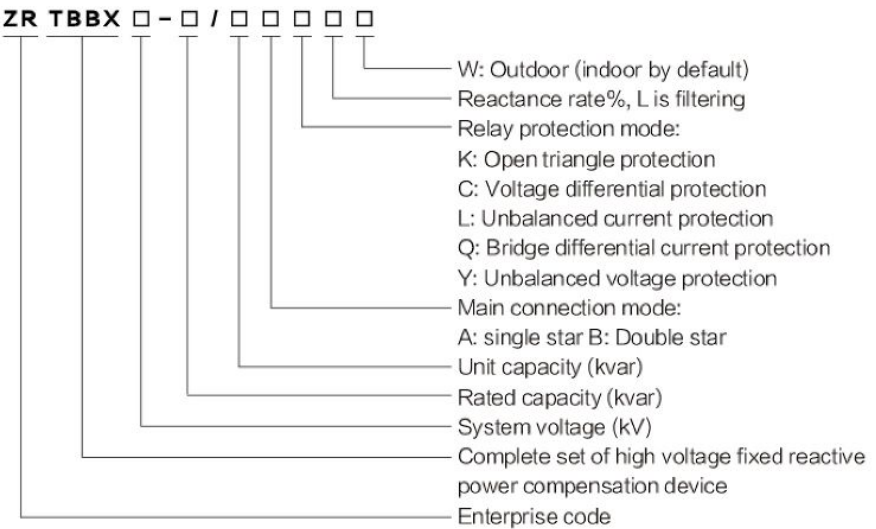 ZR TBBX □ - □ / □ □ □ □ □
W: Outdoor (indoor by default)
Reactance rate%, L is filtering
Relay protection mode:
K: Open triangle protection
C: Voltage differential protection
L: Unbalanced current protection
Q: Bridge differential current protection
Y: Unbalanced voltage protection
Main connection mode:
A: single star B: Double star
Unit capacity (kvar)
Rated capacity (kvar)
System voltage (kV)
Complete set of high voltage fixed reactive
power compensation device
Enterprise code